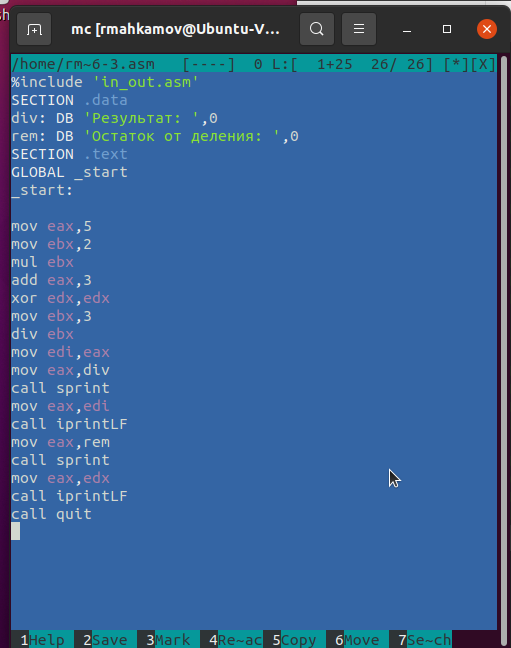 sh
mc [rmahkamov@Ubuntu-V...
/home/rm~6-3.asm [----] 0 L:[ 1+25 26/ 26] [*][X]
%include 'in_out.asm'
SECTION .data
div: DB 'Результат: ',0
rem: DB 'Остаток от деления: ',0
SECTION .text
GLOBAL _start
_start:
mov eax,5
mov ebx,2
mul ebx
add eax,3
xor edx,edx
mov ebx,3
div ebx
mov edi,eax
mov eax,div
call sprint
mov eax,edi
call iprintLF
mov eax,rem
call sprint
mov eax,edx
call iprintLF
call quit
1Help 2Save 3Mark 4Re~ac 5Copy 6Move 7Se~ch